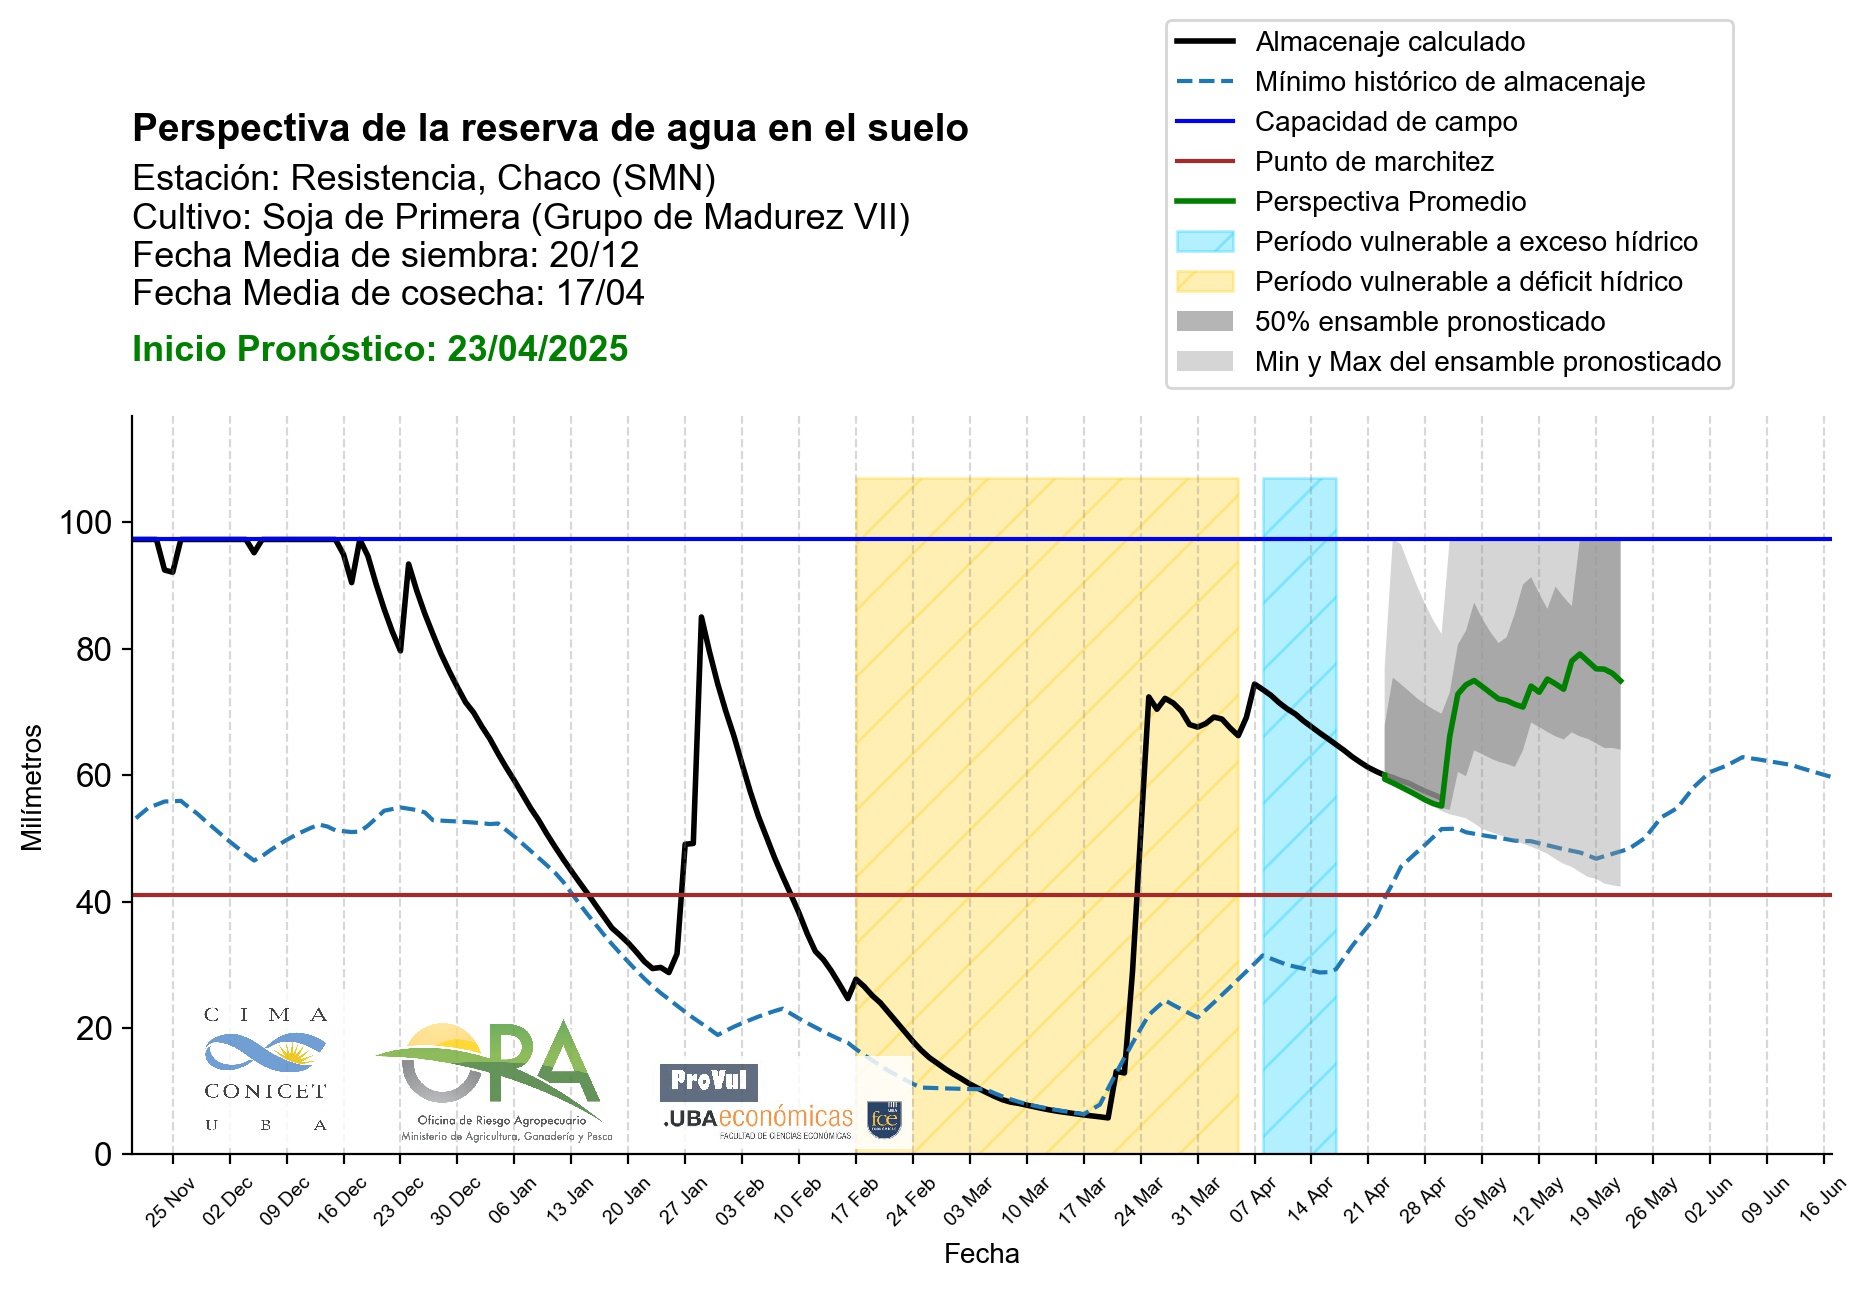 Almacenaje calculado
Mínimo histórico de almacenaje
Capacidad de campo
Punto de marchitez
Perspectiva Promedio
Período vulnerable a exceso hídrico
Período vulnerable a déficit hídrico
50% ensamble pronosticado
Min y Max del ensamble pronosticado
Perspectiva de la reserva de agua en el suelo
Estación: Resistencia, Chaco (SMN)
Cultivo: Soja de Primera (Grupo de Madurez VII)
Fecha Media de siembra: 20/12
Fecha Media de cosecha: 17/04
Inicio Pronóstico: 23/04/2025
Milímetros
100
80
60
40
20
0
CIMA
CONICET
UBA
ORA
Oficina de Riesgo Agropecuario
Ministerio de Agricultura, Ganadería y Pesca
ProVul
.UBAeconómicas
FACULTAD DE CIENCIAS ECONÓMICAS
UBA
fce
25 Nov
02 Dec
09 Dec
16 Dec
23 Dec
30 Dec
06 Jan
13 Jan
20 Jan
27 Jan
03 Feb
10 Feb
17 Feb
24 Feb
03 Mar
10 Mar
17 Mar
24 Mar
31 Mar
07 Apr
14 Apr
21 Apr
28 Apr
05 May
12 May
19 May
26 May
02 Jun
09 Jun
16 Jun
Fecha